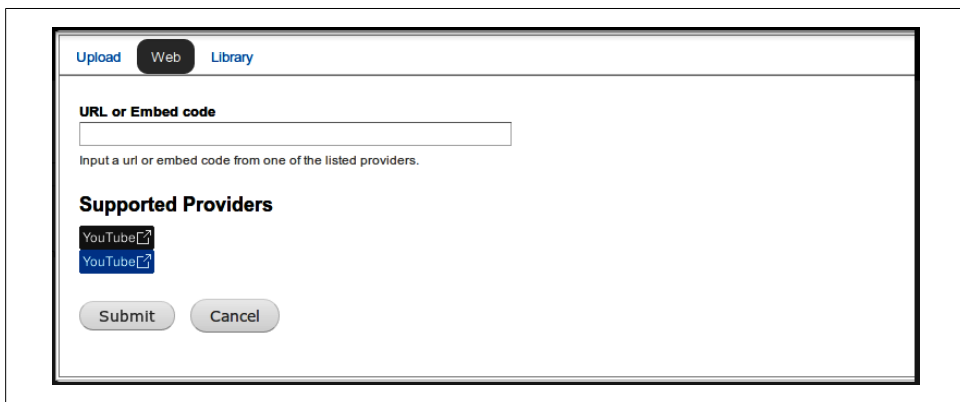 Upload Web Library
URL or Embed code
Input a url or embed code from one of the listed providers.
Supported Providers
YouTube
YouTube
Submit Cancel